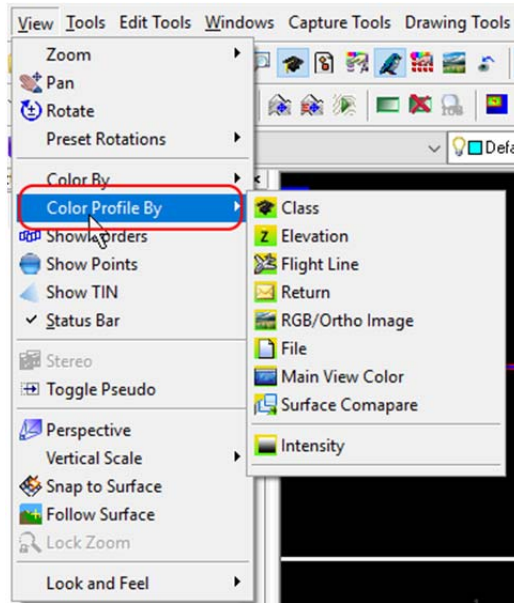 View Tools Edit Tools Windows Capture Tools Drawing Tools
Zoom
Pan
Rotate
Preset Rotations
Defa
Color By
Color Profile By
Show Borders
Show Points
Show TIN
Status Bar
Stereo
Toggle Pseudo
Perspective
Vertical Scale
Snap to Surface
Follow Surface
Lock Zoom
Look and Feel
Class
Z Elevation
Flight Line
Return
RGB/Ortho Image
File
Main View Color
Surface Comapare
Intensity